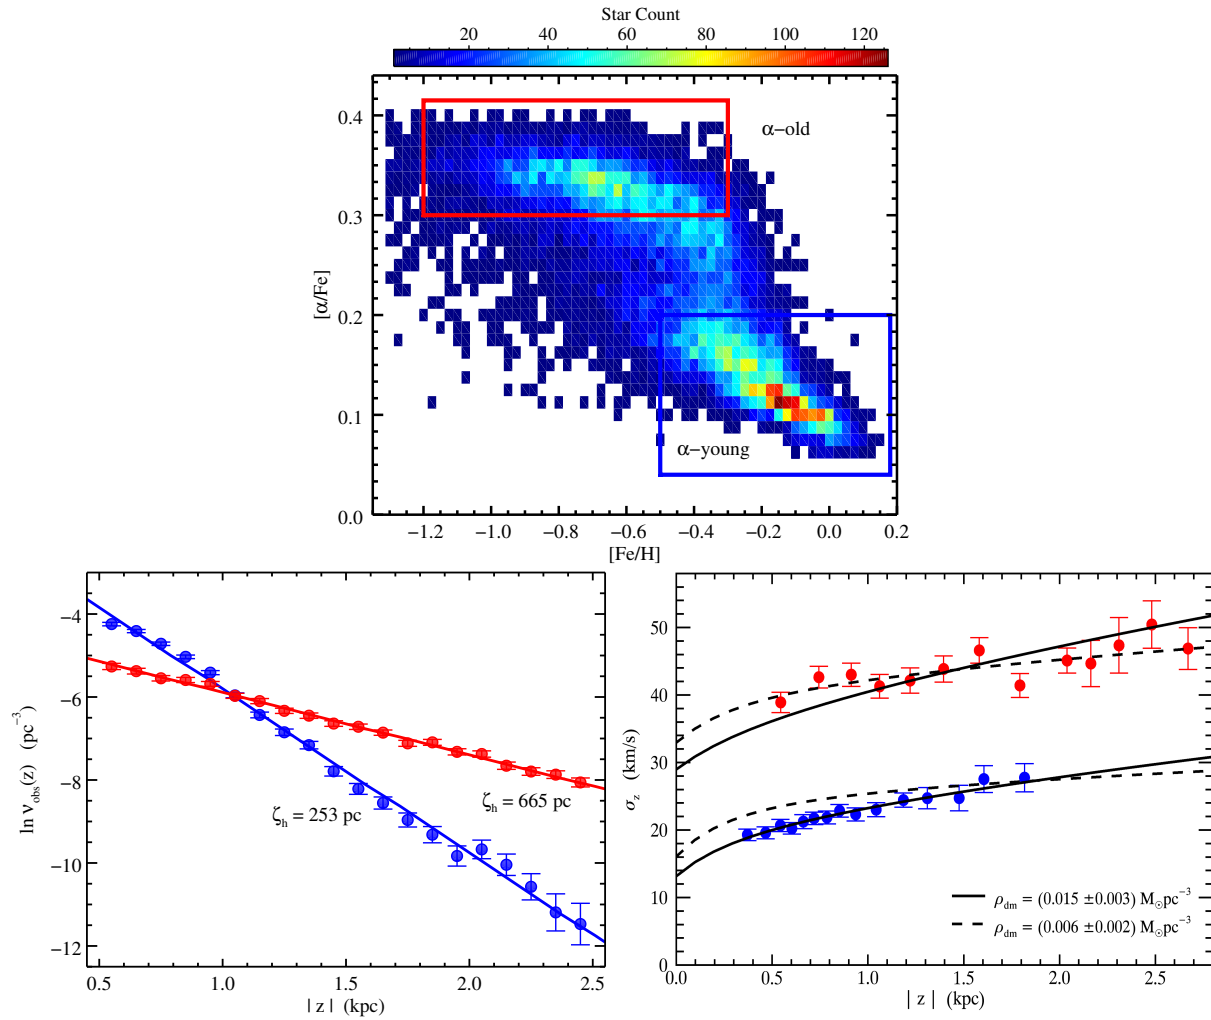 Star Count
20 40 60 80 100 120
0.4
0.3
0.2
0.1
0.0
[α/Fe]
α−old
α−young
−1.2 −1.0 −0.8 −0.6 −0.4 −0.2 0.0 0.2
[Fe/H]
−4
−6
−8
−10
−12
ln ν_obs(z) (pc⁻³)
ζ_h = 253 pc
ζ_h = 665 pc
0.5 1.0 1.5 2.0 2.5
| z | (kpc)
50
40
30
20
10
0
σ_z (km/s)
ρ_dm = (0.015 ±0.003) M_⊙pc⁻³
ρ_dm = (0.006 ±0.002) M_⊙pc⁻³
0.0 0.5 1.0 1.5 2.0 2.5
| z | (kpc)